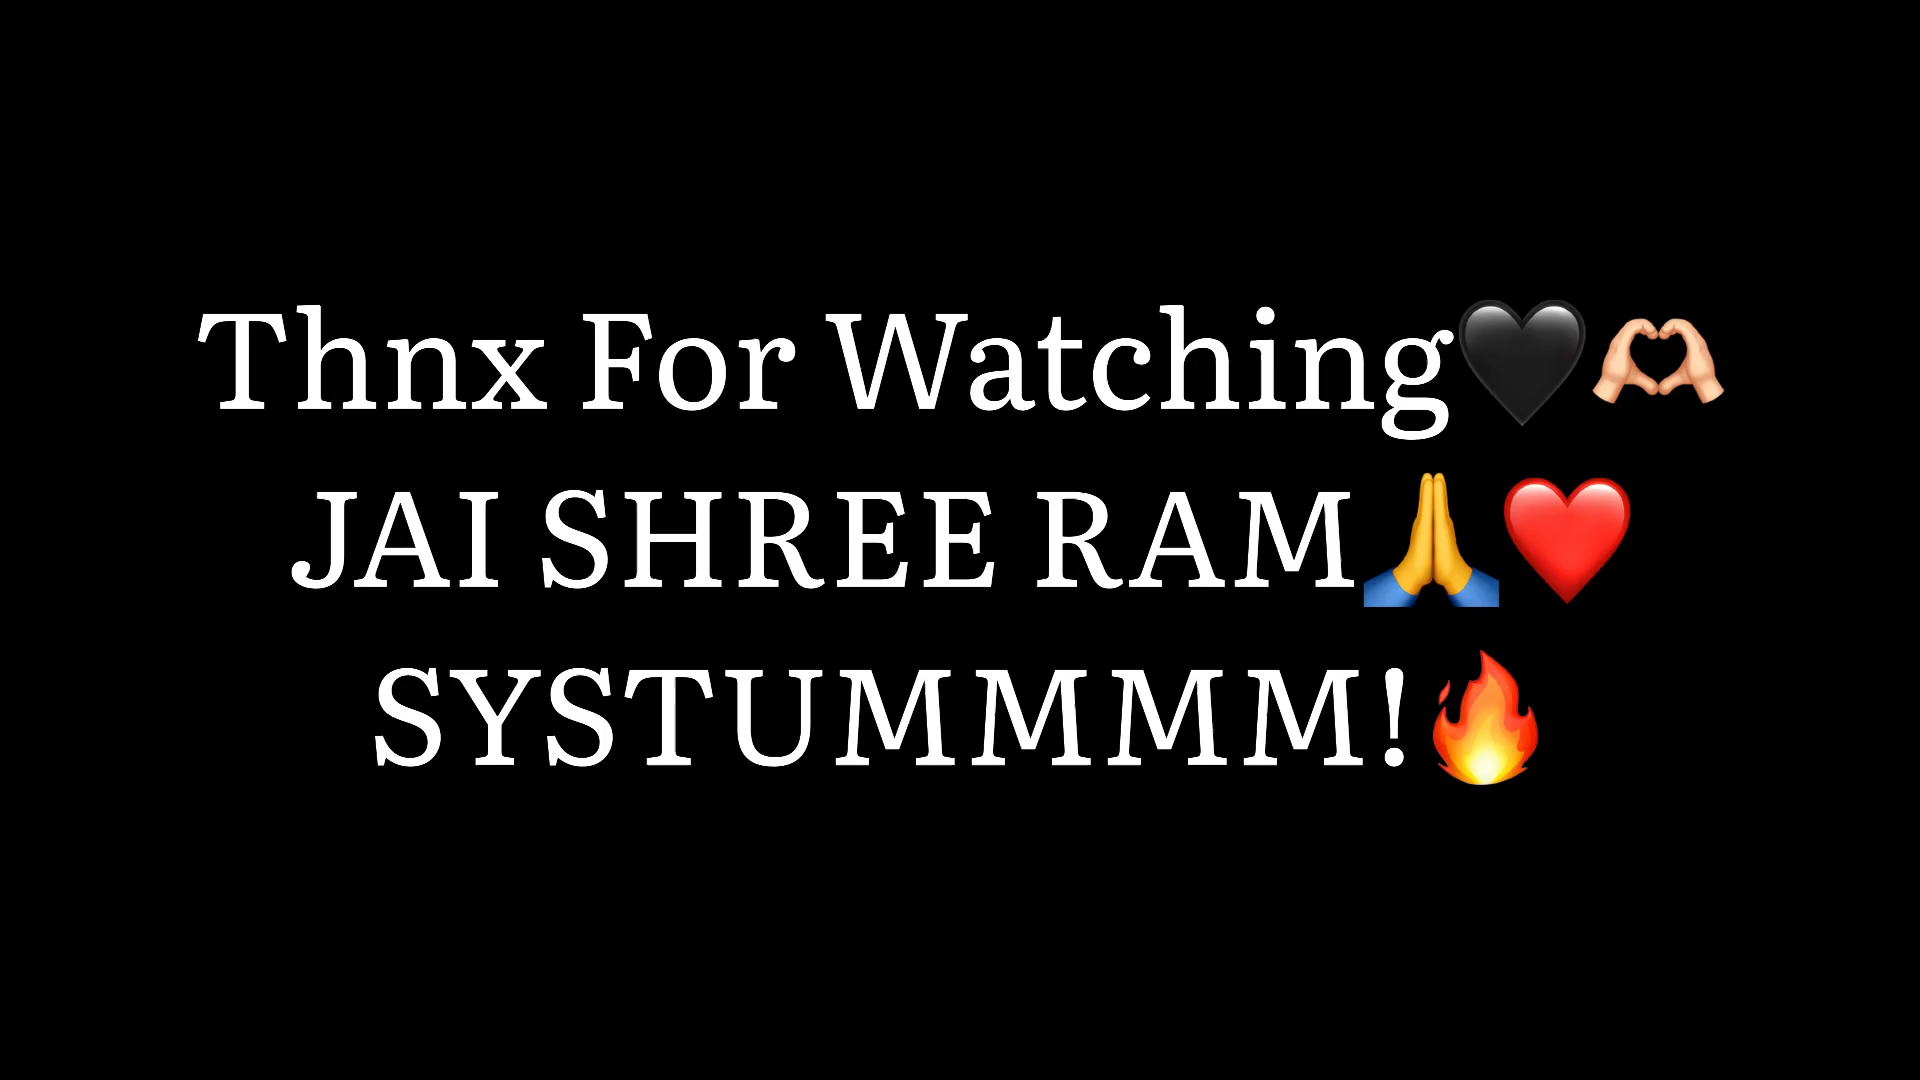 Thnx For Watching🖤🫶🏻
JAI SHREE RAM🙏❤️
SYSTUMMMM!🔥